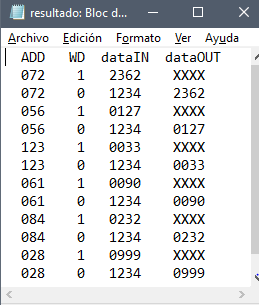 resultado: Bloc d...
Archivo Edición Formato Ver Ayuda
ADD WD dataIN dataOUT
072 1 2362 XXXX
072 0 1234 2362
056 1 0127 XXXX
056 0 1234 0127
123 1 0033 XXXX
123 0 1234 0033
061 1 0090 XXXX
061 0 1234 0090
084 1 0232 XXXX
084 0 1234 0232
028 1 0999 XXXX
028 0 1234 0999